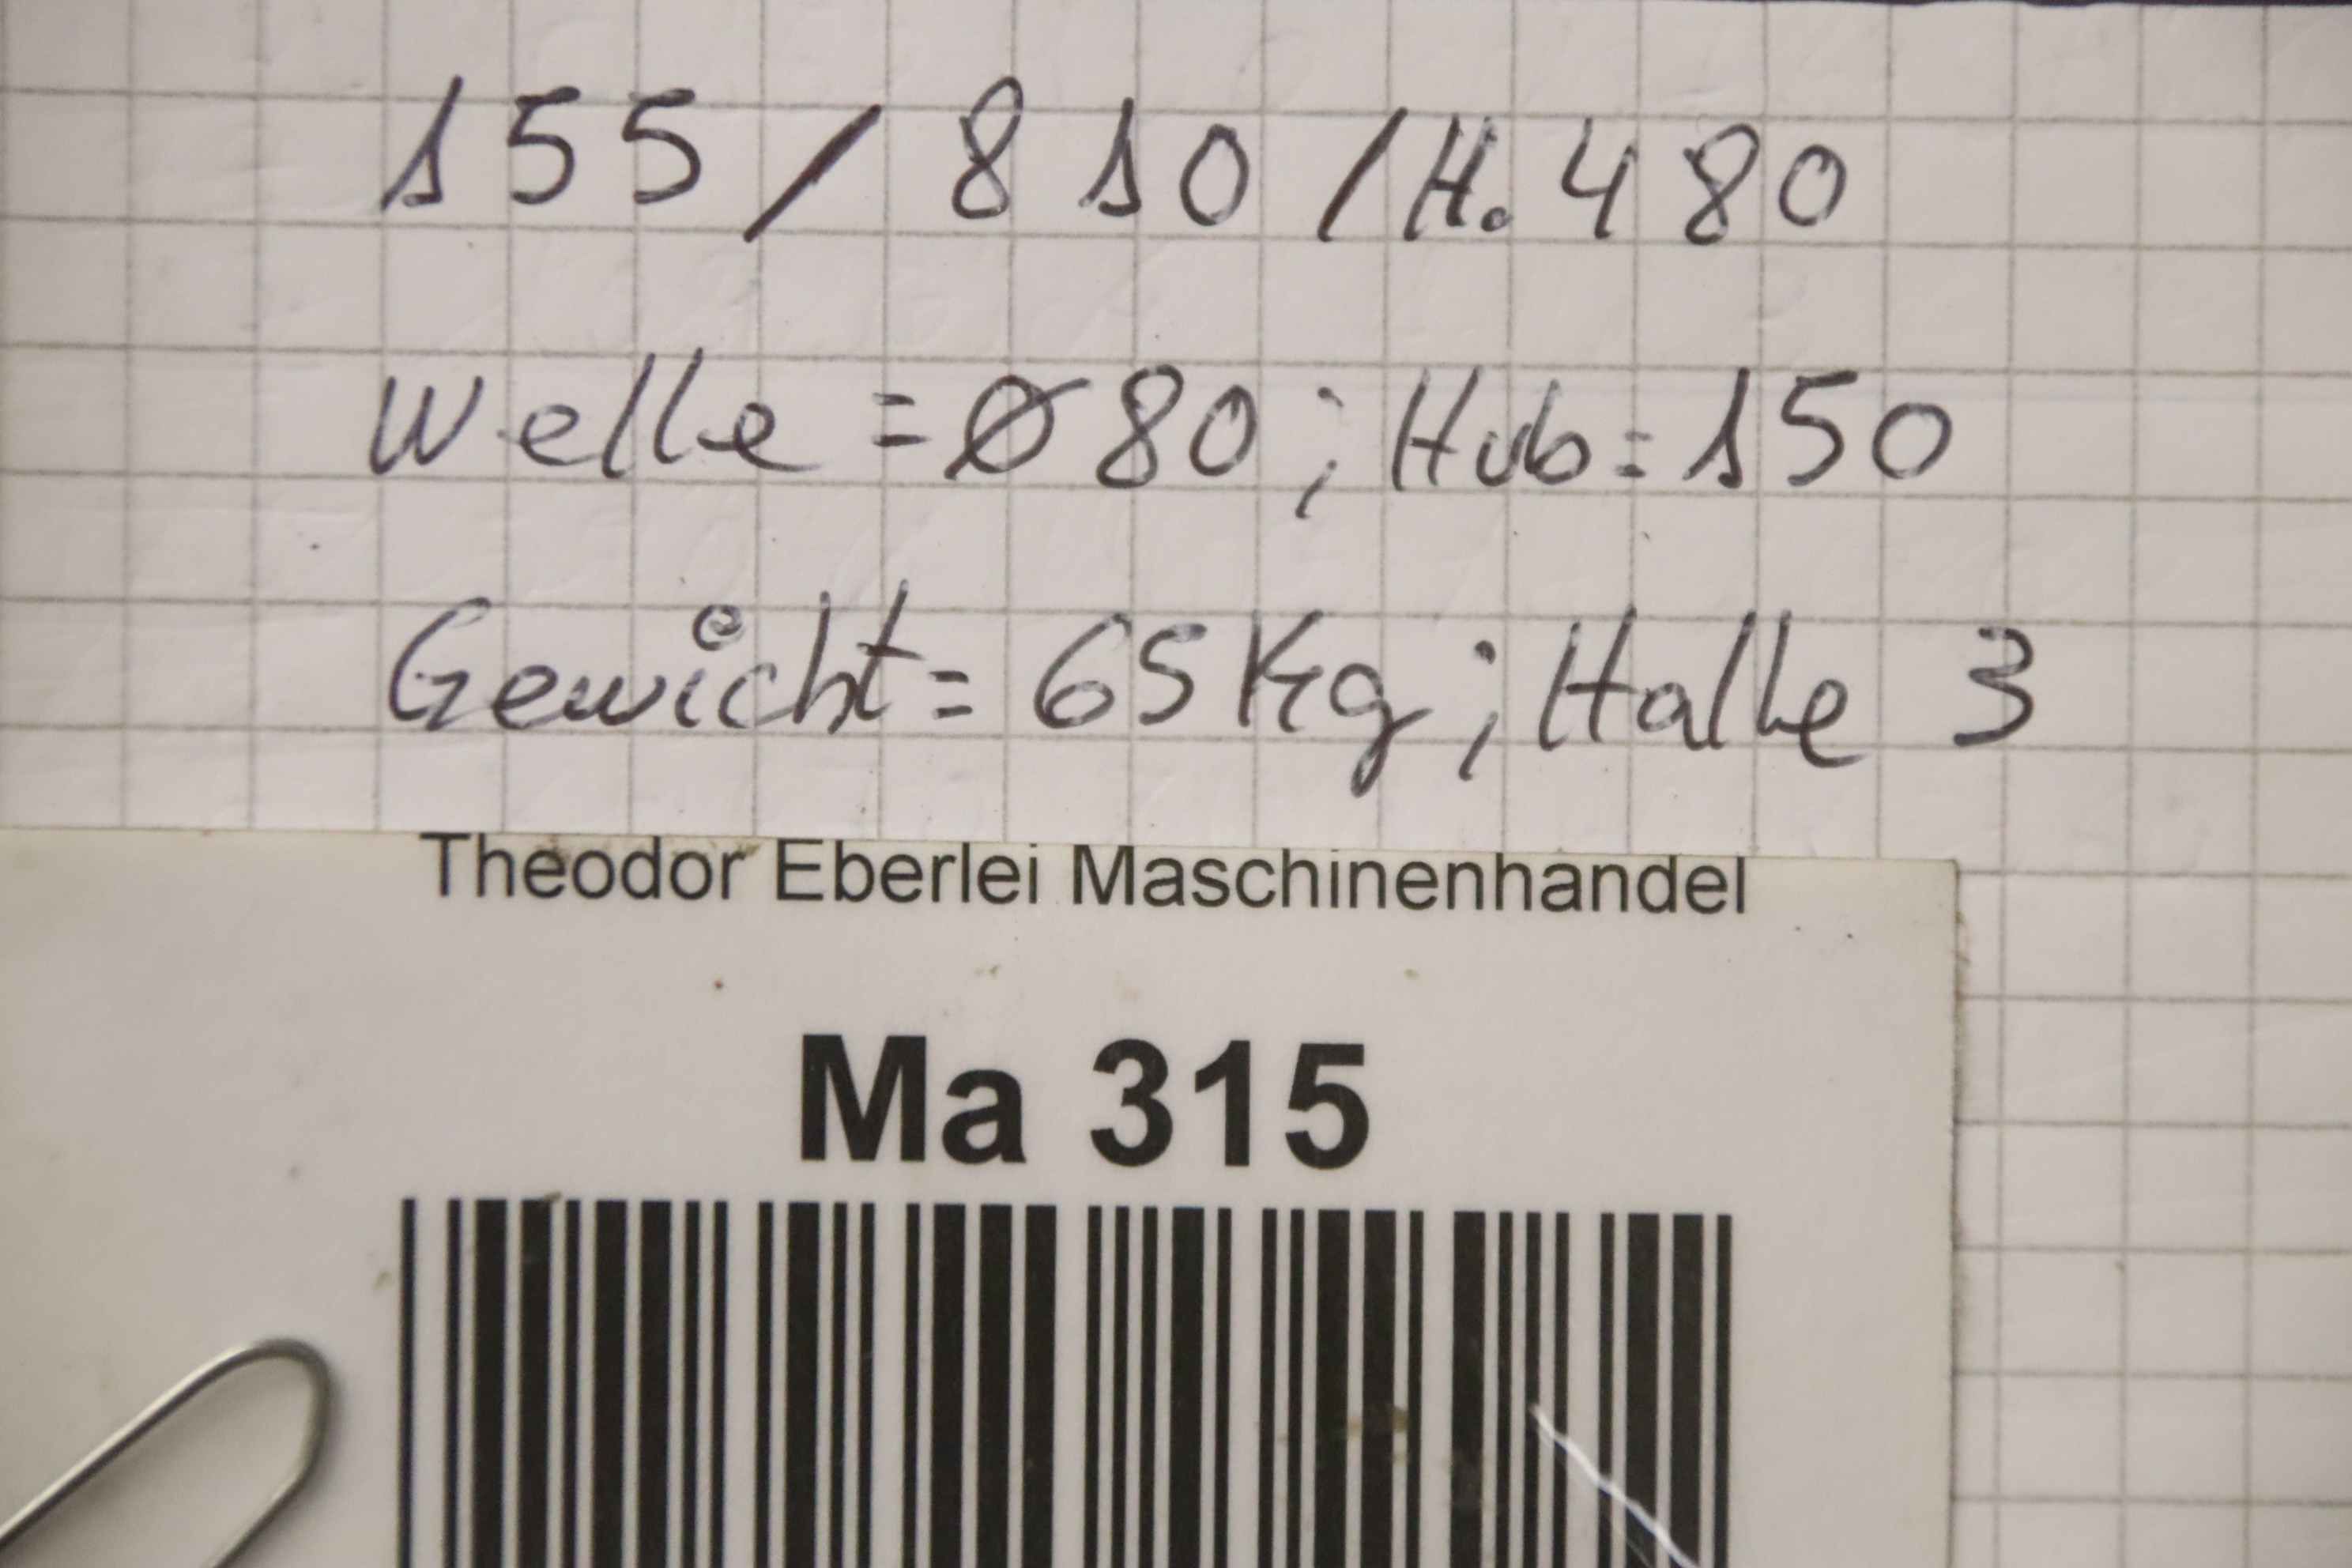 155 / 810 / H. 480
Welle = Ø 80 ; Hub = 150
Gewicht = 65 Kg ; Halle 3
Theodor Eberlei Maschinenhandel
Ma 315